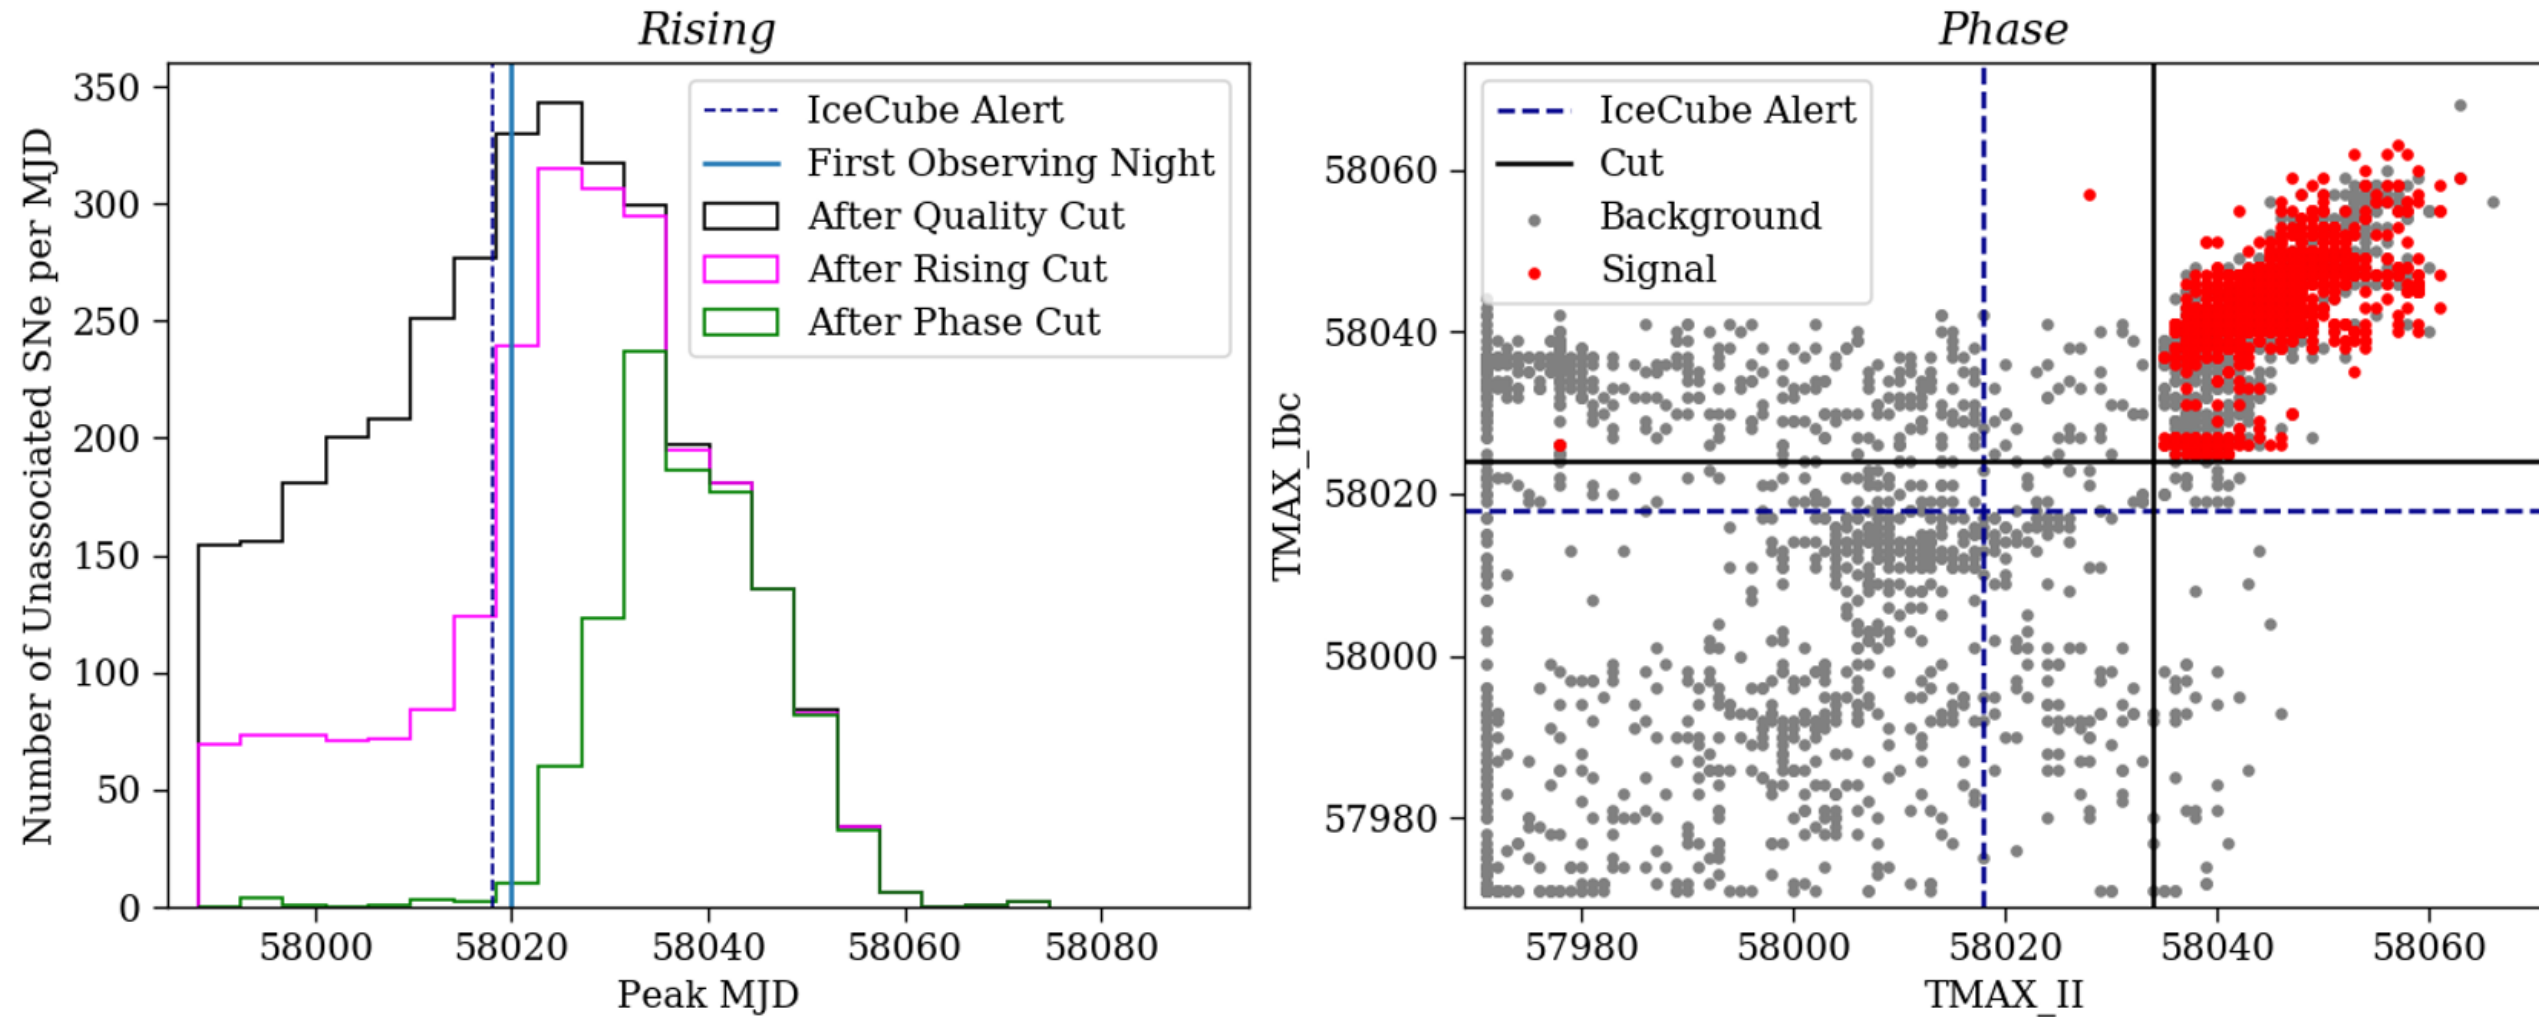 Rising
Number of Unassociated SNe per MJD
350
300
250
200
150
100
50
0
IceCube Alert
First Observing Night
After Quality Cut
After Rising Cut
After Phase Cut
58000 58020 58040 58060 58080
Peak MJD
Phase
TMAX_Ibc
58060
58040
58020
58000
57980
IceCube Alert
Cut
Background
Signal
57980 58000 58020 58040 58060
TMAX_II